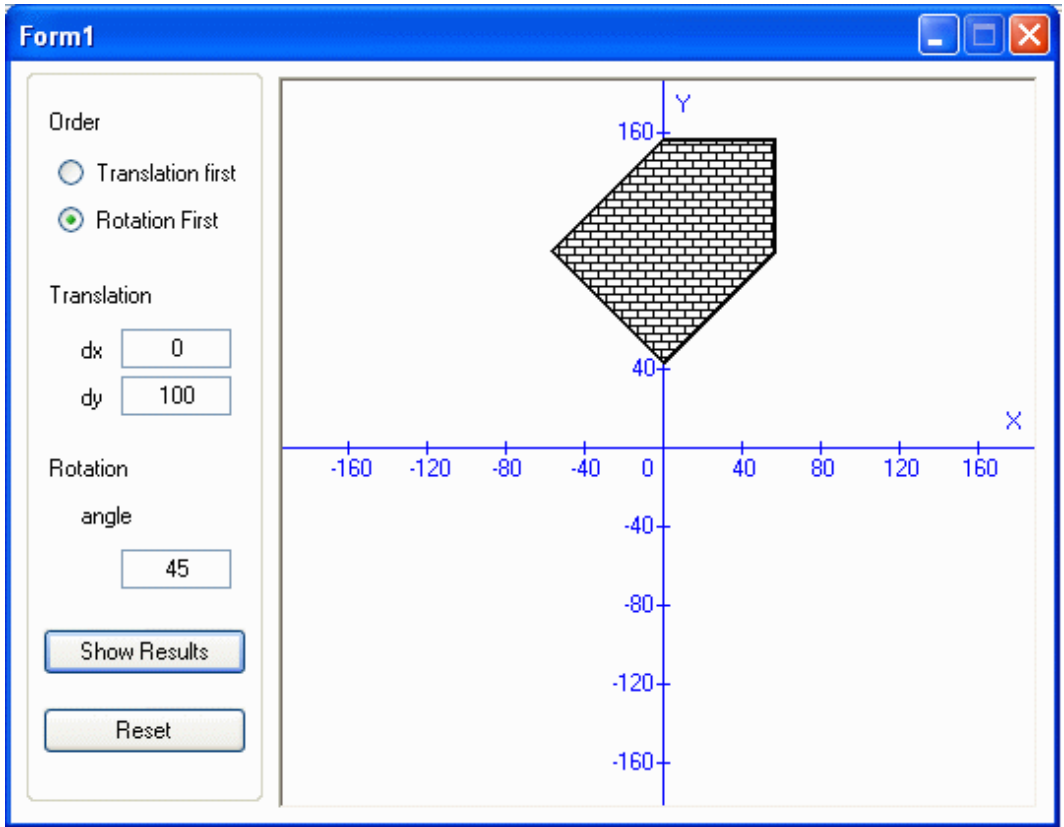 Form1
Order
Translation first
Rotation First
Translation
dx 0
dy 100
Rotation
angle
45
Show Results
Reset
Y
160
40
X
-160 -120 -80 -40 0 40 80 120 160
-40
-80
-120
-160